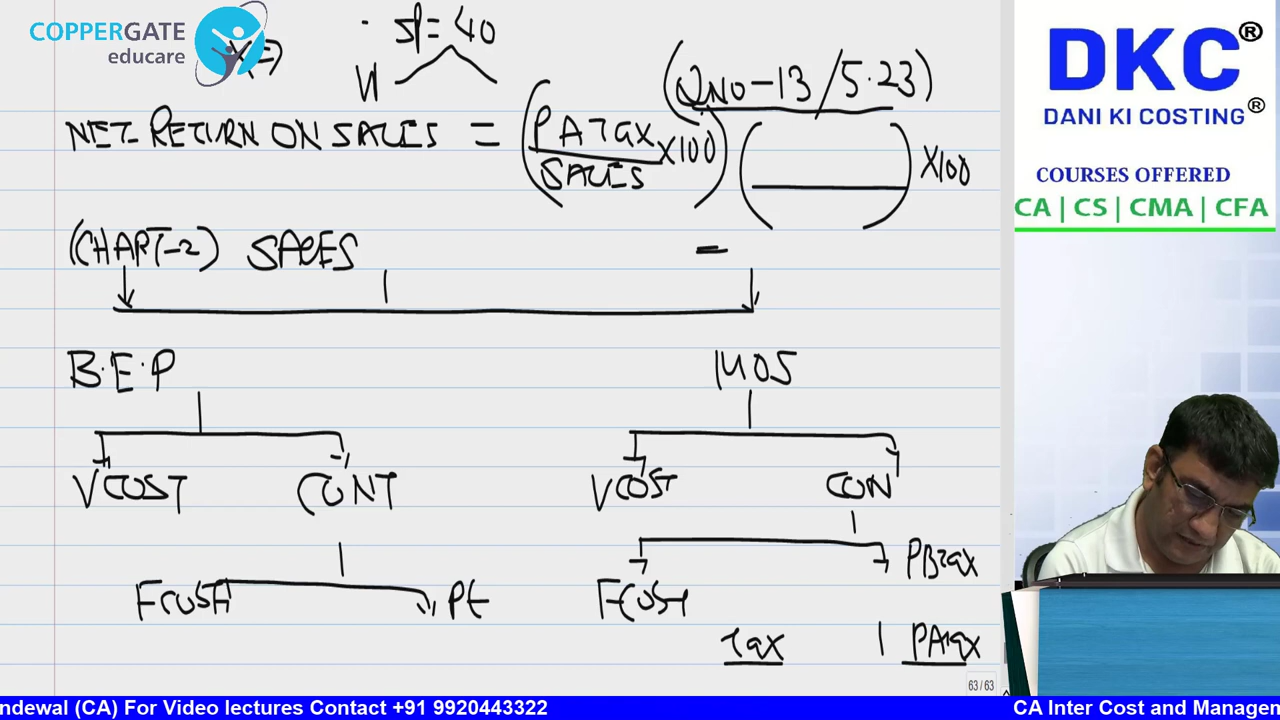 COPPERGATE
educare
SP = 40
(QNO-13/5.23)
NET-RETURN ON SALES = (PATax/SALES X100) ( ) X100
(CHART-2) SALES =
B.E.P MOS
VCOST CONT VCOST CON
FCOST PF FCOST PBTax
Tax PATax
63/63
DKC®
DANI KI COSTING®
COURSES OFFERED
CA | CS | CMA | CFA
ndewal (CA) For Video lectures Contact +91 9920443322 CA Inter Cost and Managen